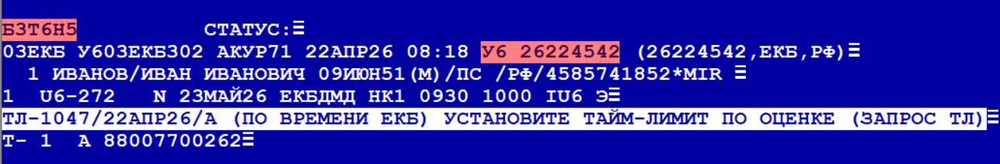 Б3Т6Н5 СТАТУС:
03ЕКБ У603ЕКБ302 АКУР71 22АПР26 08:18 У6 26224542 (26224542,ЕКБ,РФ)
1 ИВАНОВ/ИВАН ИВАНОВИЧ 09ИЮН51(М)/ПС /РФ/4585741852*MIR
1 U6-272 N 23МАЙ26 ЕКБДМД НК1 0930 1000 IU6 Э
ТЛ-1047/22АПР26/А (ПО ВРЕМЕНИ ЕКБ) УСТАНОВИТЕ ТАЙМ-ЛИМИТ ПО ОЦЕНКЕ (ЗАПРОС ТЛ)
Т- 1 А 88007700262